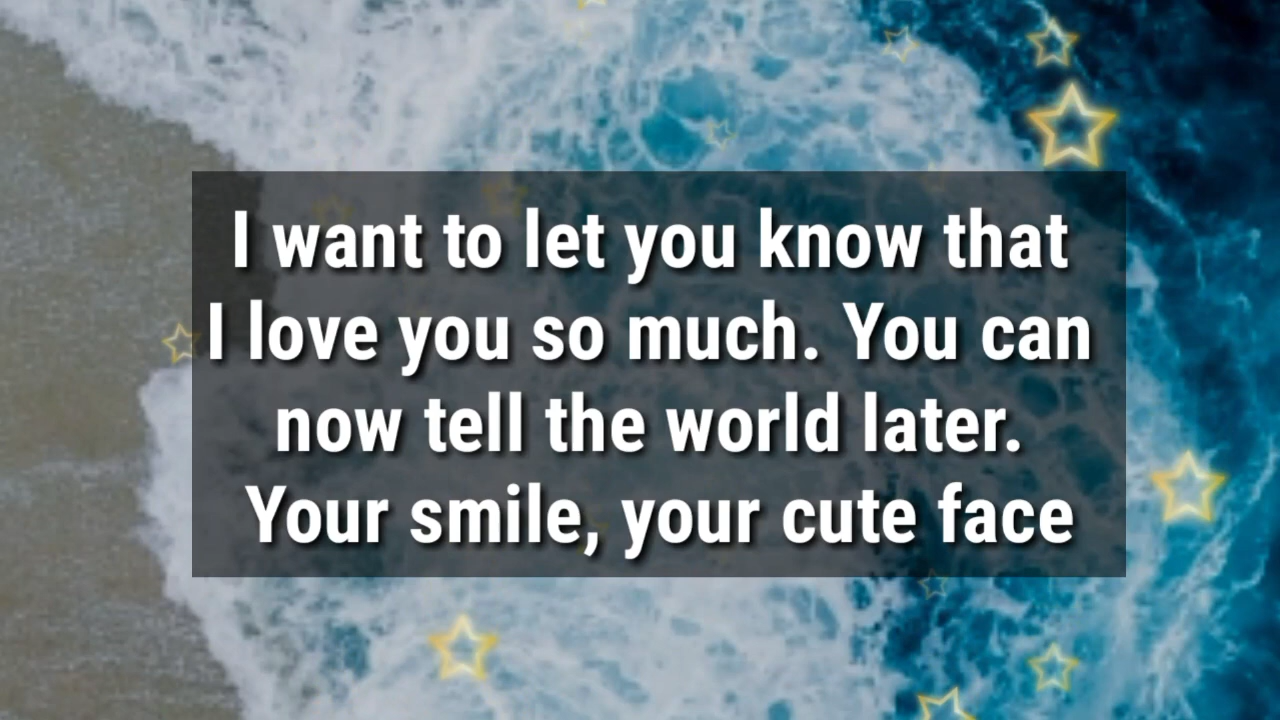 I want to let you know that
I love you so much. You can
now tell the world later.
Your smile, your cute face